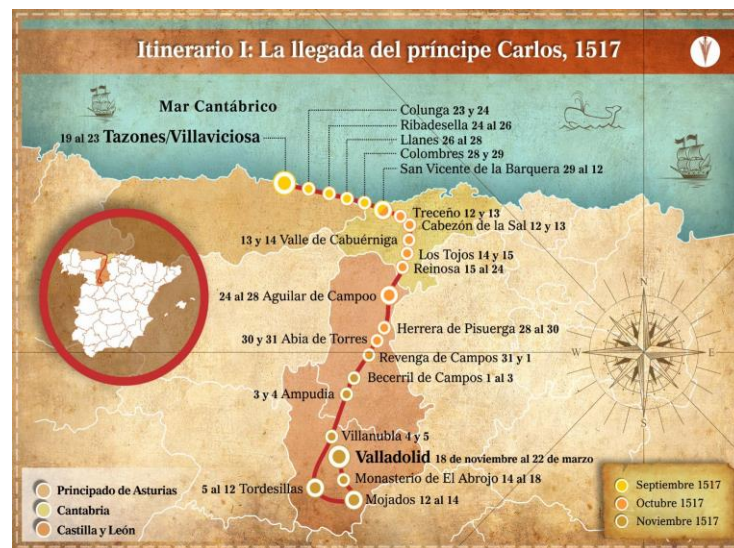 Itinerario I: La llegada del príncipe Carlos, 1517
Mar Cantábrico
19 al 23 Tazones/Villaviciosa
Colunga 23 y 24
Ribadesella 24 al 26
Llanes 26 al 28
Colombres 28 y 29
San Vicente de la Barquera 29 al 12
Treceño 12 y 13
Cabezón de la Sal 12 y 13
13 y 14 Valle de Cabuérniga
Los Tojos 14 y 15
Reinosa 15 al 24
24 al 28 Aguilar de Campoo
Herrera de Pisuerga 28 al 30
30 y 31 Abia de Torres
Revenga de Campos 31 y 1
Becerril de Campos 1 al 3
3 y 4 Ampudia
Villanubla 4 y 5
Valladolid 18 de noviembre al 22 de marzo
Monasterio de El Abrojo 14 al 18
5 al 12 Tordesillas
Mojados 12 al 14
N
W
E
S
Principado de Asturias
Cantabria
Castilla y León
Septiembre 1517
Octubre 1517
Noviembre 1517